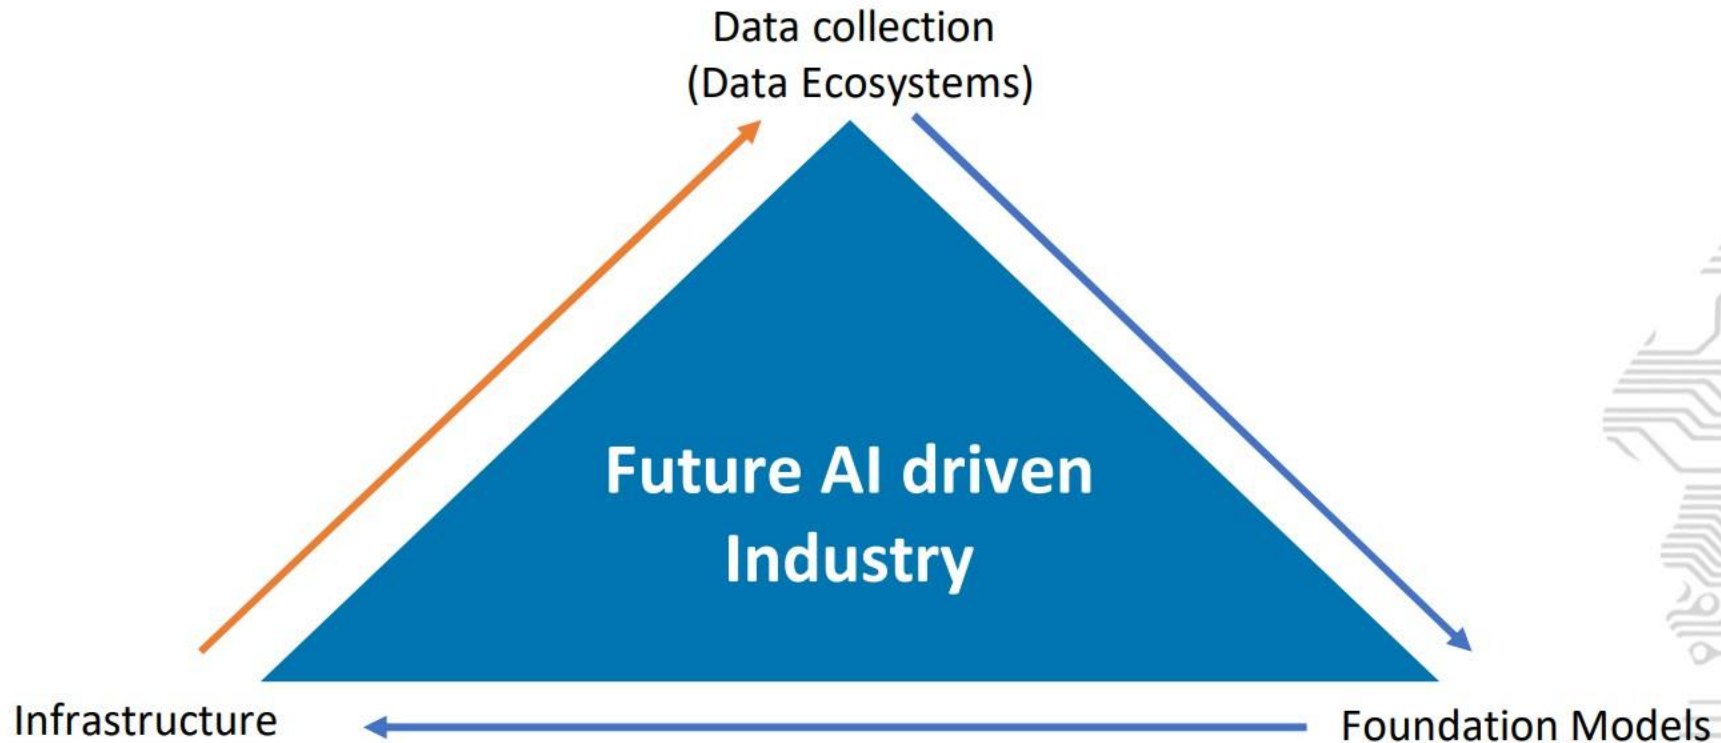 Data collection
(Data Ecosystems)
Future AI driven
Industry
Infrastructure
Foundation Models